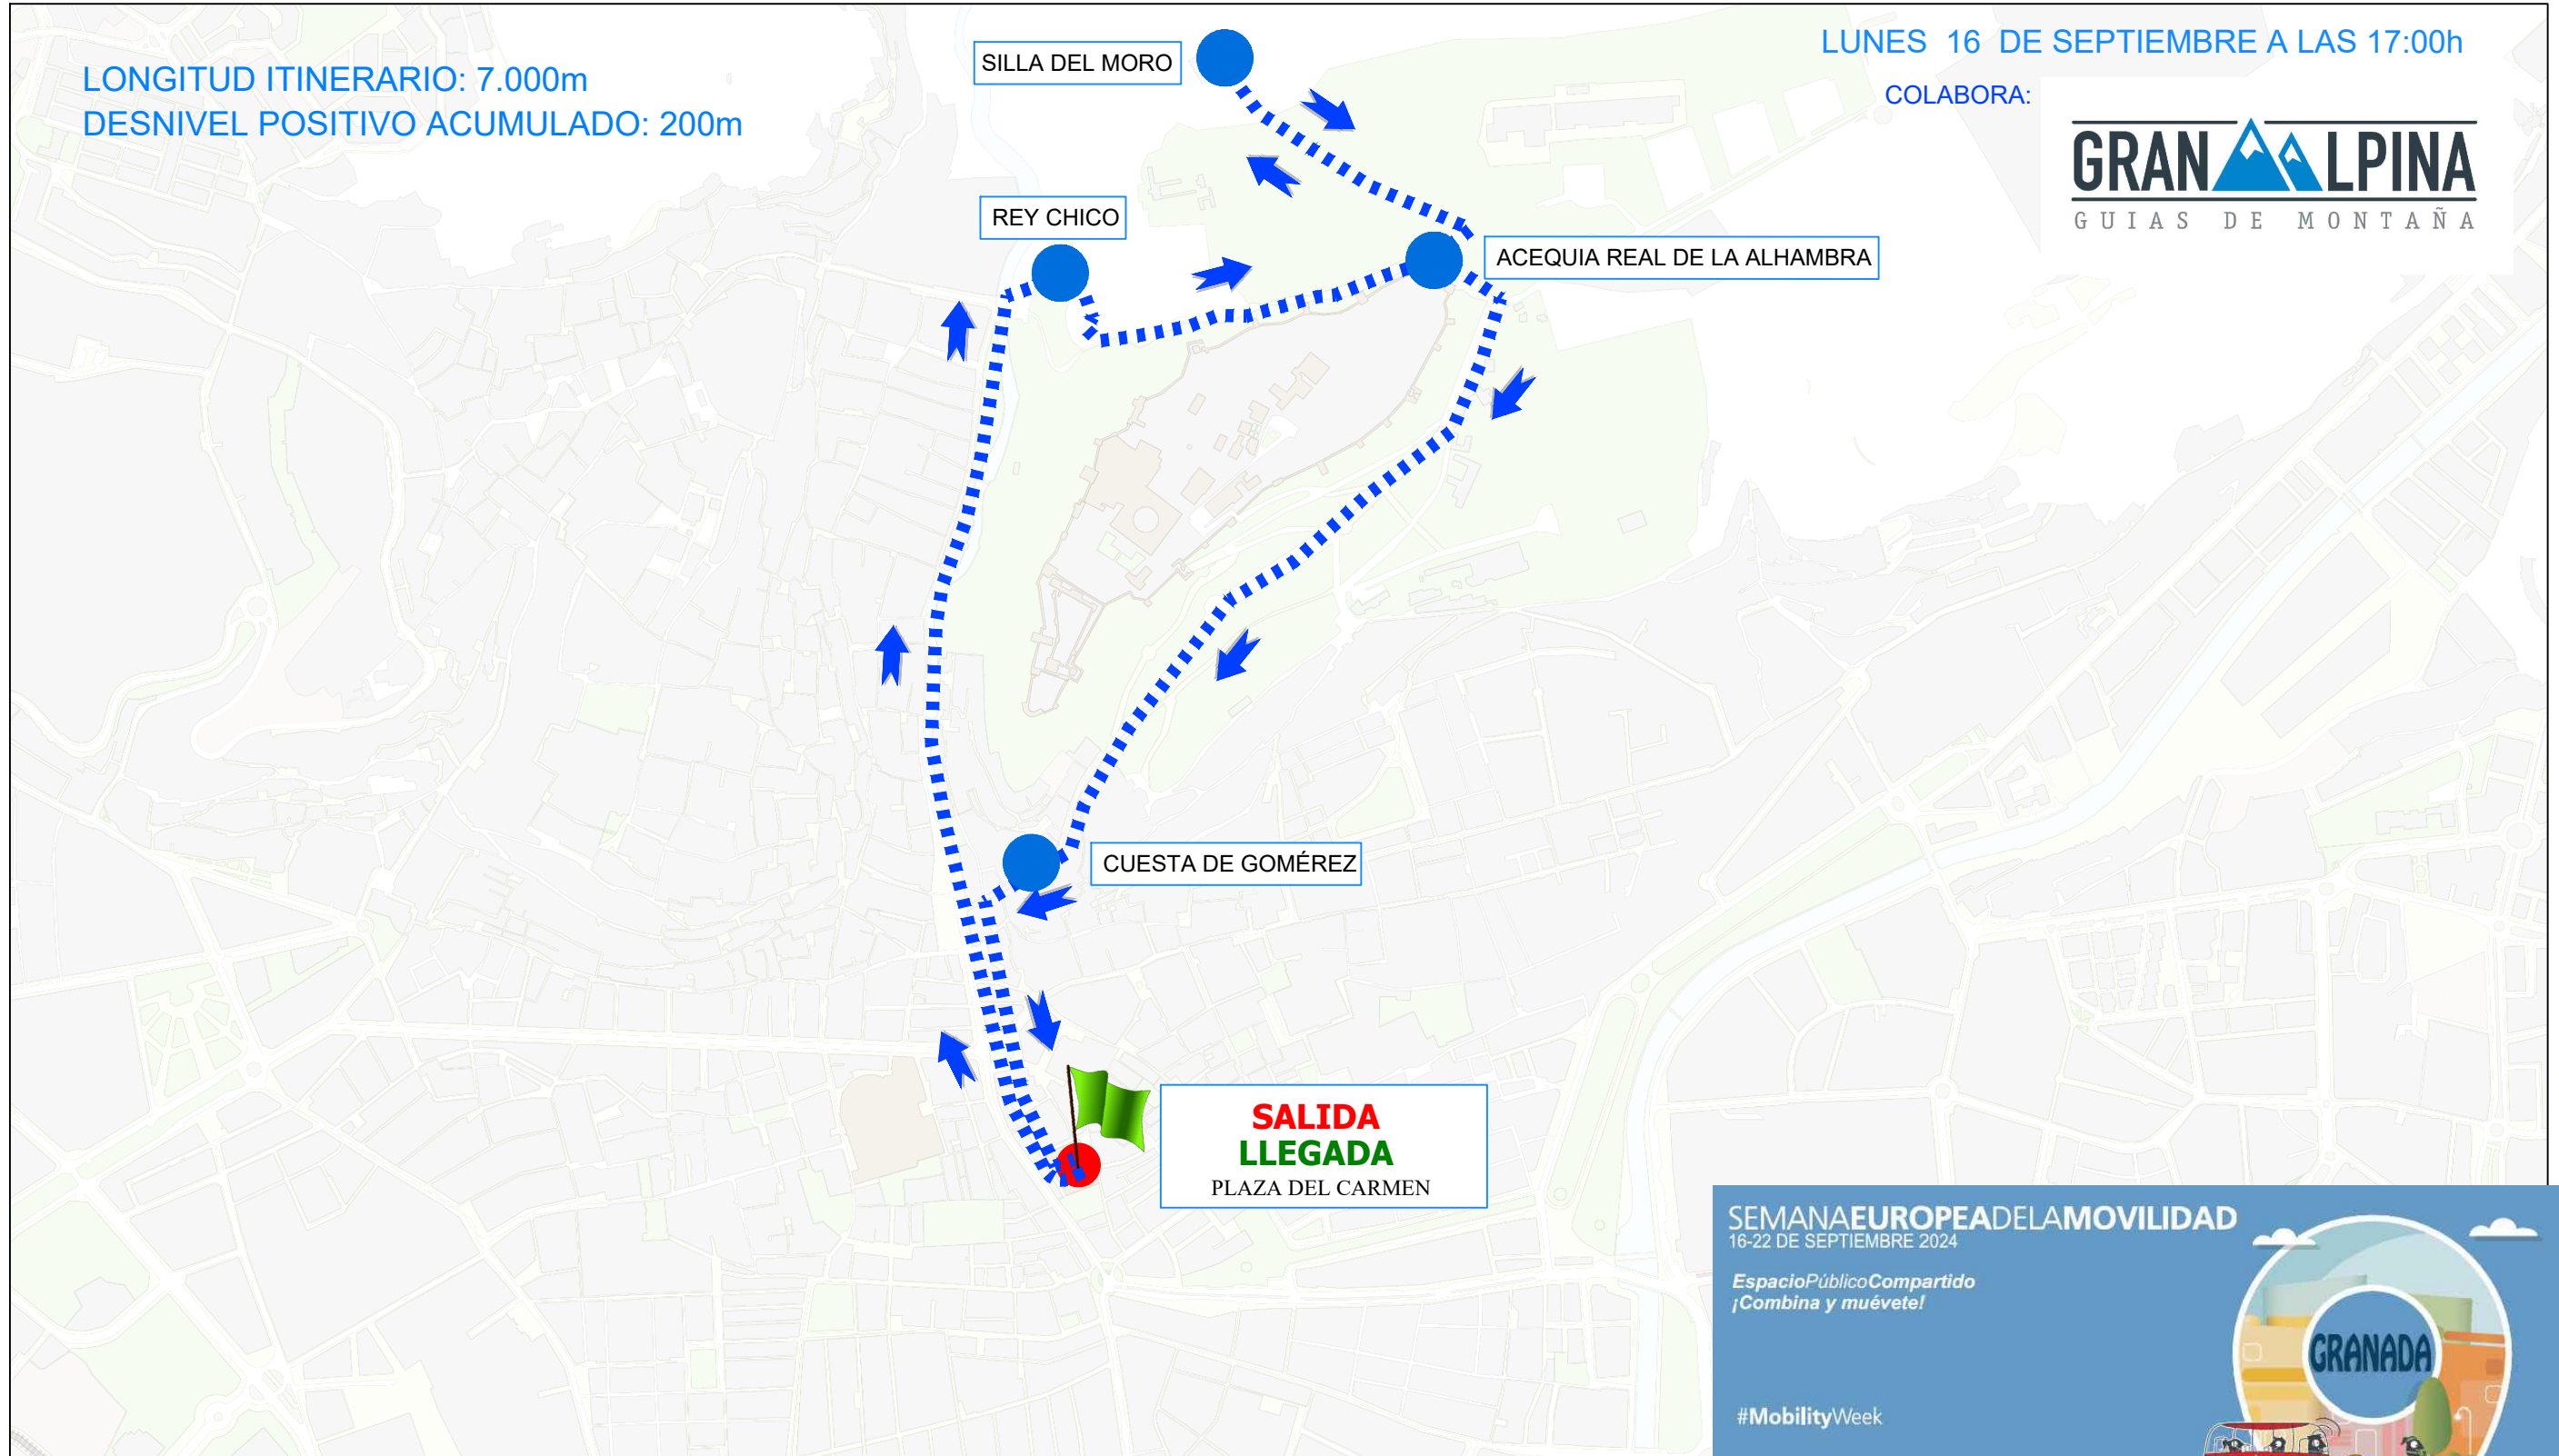 LONGITUD ITINERARIO: 7.000m
DESNIVEL POSITIVO ACUMULADO: 200m
LUNES 16 DE SEPTIEMBRE A LAS 17:00h
COLABORA:
GRANALPINA
GUIAS DE MONTAÑA
SILLA DEL MORO
REY CHICO
ACEQUIA REAL DE LA ALHAMBRA
CUESTA DE GOMÉREZ
SALIDA
LLEGADA
PLAZA DEL CARMEN
SEMANAEUROPEADELAMOVILIDAD
16-22 DE SEPTIEMBRE 2024
EspacioPúblicoCompartido
¡Combina y muévete!
GRANADA
#MobilityWeek